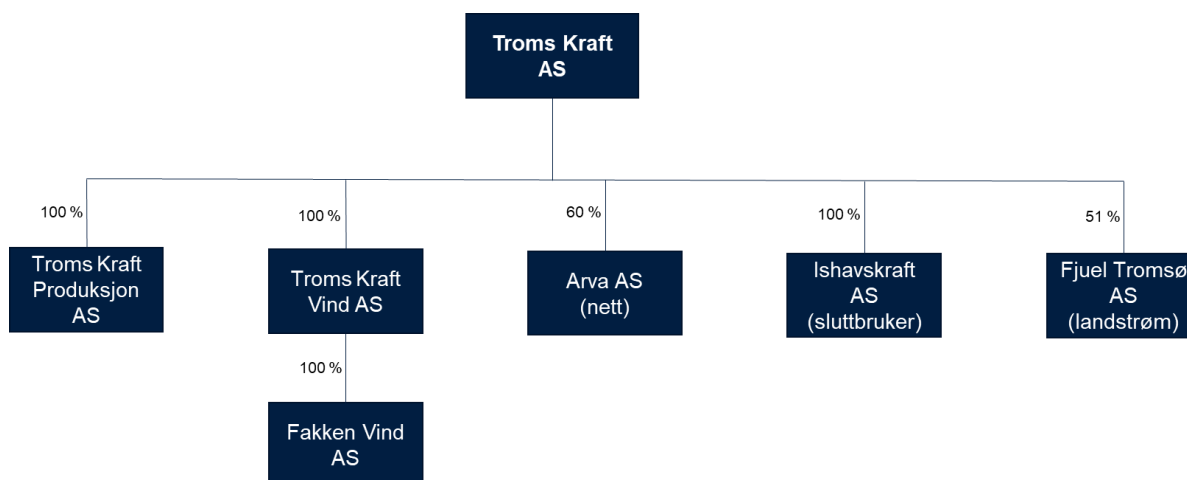 Troms Kraft
AS
100 %
100 %
60 %
100 %
51 %
Troms Kraft
Produksjon
AS
Troms Kraft
Vind AS
Arva AS
(nett)
Ishavskraft
AS
(sluttbruker)
Fjuel Tromsø
AS
(landstrøm)
100 %
Fakken Vind
AS